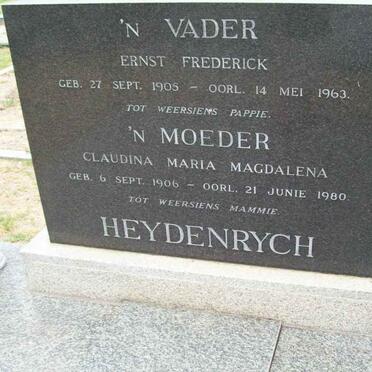 'N VADER
ERNST FREDERICK
GEB. 27 SEPT. 1905 – OORL. 14 MEI 1963.
TOT WEERSIENS PAPPIE.
'N MOEDER
CLAUDINA MARIA MAGDALENA
GEB. 6 SEPT. 1906 – OORL. 21 JUNIE 1980.
TOT WEERSIENS MAMMIE.
HEYDENRYCH